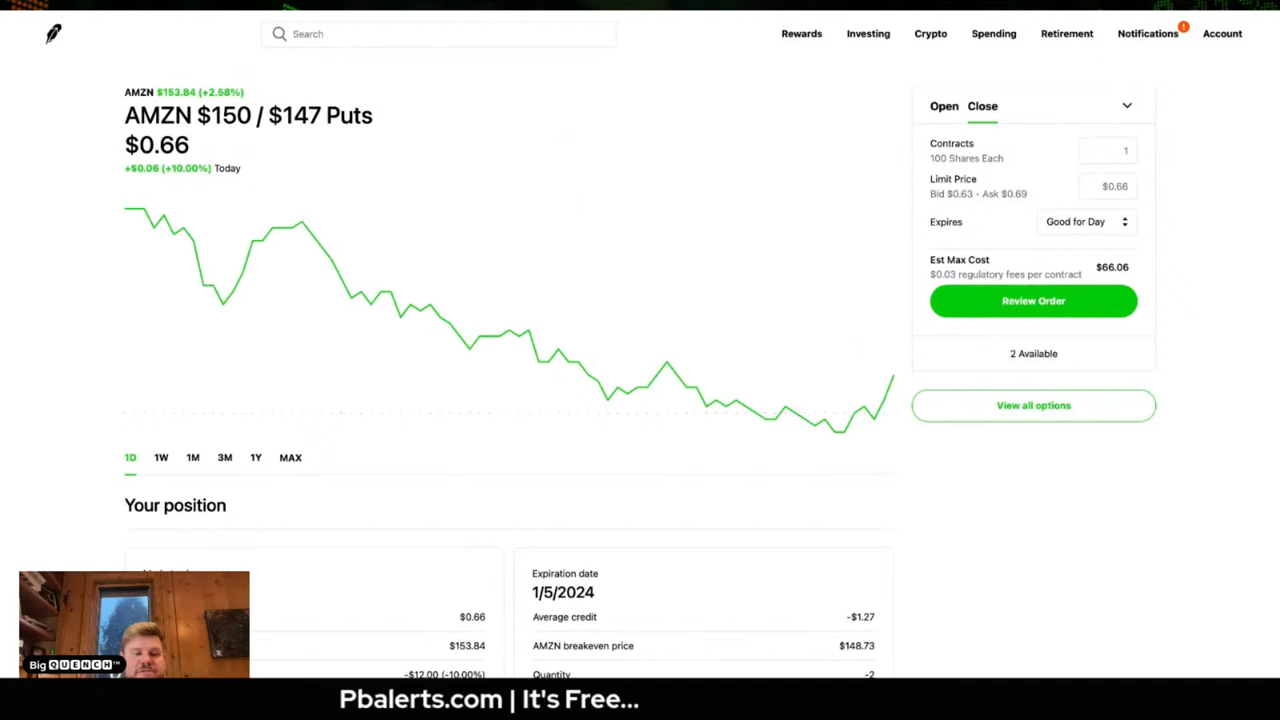 Search
Rewards
Investing
Crypto
Spending
Retirement
Notifications
!
Account
AMZN $153.84 (+2.58%)
AMZN $150 / $147 Puts
$0.66
+$0.06 (+10.00%) Today
1D 1W 1M 3M 1Y MAX
Your position
$0.66
$153.84
-$12.00 (-10.00%)
Expiration date
1/5/2024
Average credit -$1.27
AMZN breakeven price $148.73
Quantity -2
Open Close
Contracts 1
100 Shares Each
Limit Price $0.66
Bid $0.63 • Ask $0.69
Expires Good for Day
Est Max Cost $66.06
$0.03 regulatory fees per contract
Review Order
2 Available
View all options
Big QUENCH™
Pbalerts.com | It's Free...